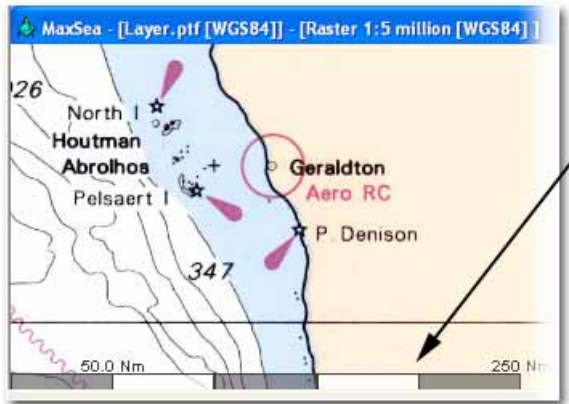 MaxSea - [Layer.ptf [WGS84]] - [Raster 1:5 million [WGS84] ]
026
North I
Houtman
Abrolhos
Geraldton
Aero RC
Pelsaert I
P. Denison
347
50.0 Nm
250 Nm